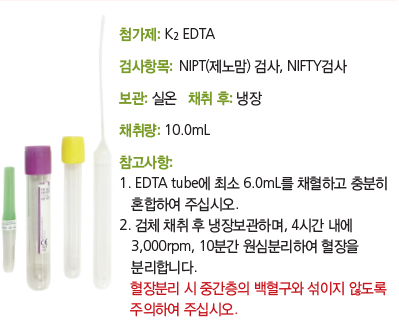 첨가제: K2 EDTA
검사항목: NIPT(제노맘) 검사, NIFTY검사
보관: 실온 채취 후: 냉장
채취량: 10.0mL
참고사항:
1. EDTA tube에 최소 6.0mL를 채혈하고 충분히
혼합하여 주십시오.
2. 검체 채취 후 냉장보관하며, 4시간 내에
3,000rpm, 10분간 원심분리하여 혈장을
분리합니다.
혈장분리 시 중간층의 백혈구와 섞이지 않도록
주의하여 주십시오.